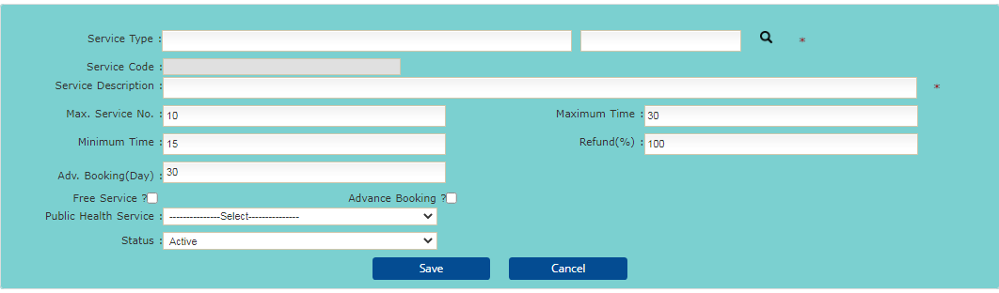 Service Type : *
Service Code :
Service Description : *
Max. Service No. : 10 Maximum Time : 30
Minimum Time : 15 Refund(%) : 100
Adv. Booking(Day) : 30
Free Service ? Advance Booking ?
Public Health Service : ---------------Select---------------
Status : Active
Save Cancel